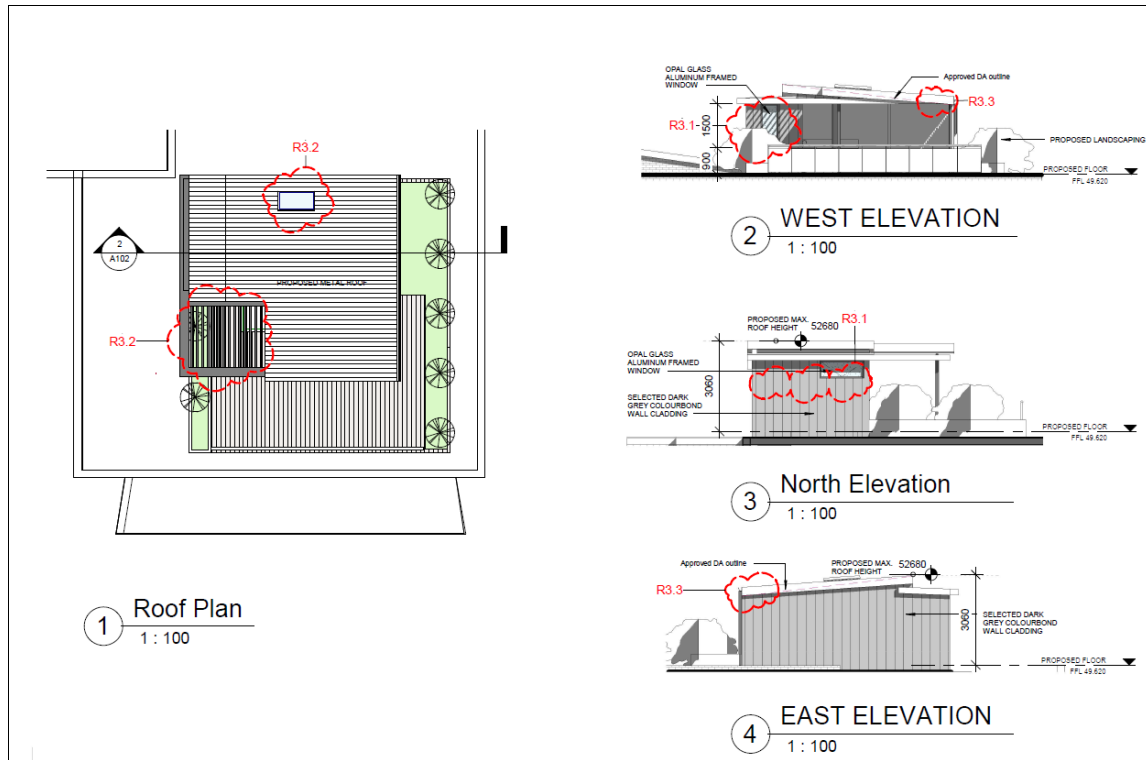 R3.2
2
A102
PROPOSED METAL ROOF
R3.2
1
Roof Plan
1 : 100
OPAL GLASS
ALUMINUM FRAMED
WINDOW
Approved DA outline
R3.3
R3.1
1500
900
PROPOSED LANDSCAPING
PROPOSED FLOOR
FFL 49.620
2
WEST ELEVATION
1 : 100
PROPOSED MAX.
ROOF HEIGHT
52680
R3.1
OPAL GLASS
ALUMINUM FRAMED
WINDOW
3060
SELECTED DARK
GREY COLOURBOND
WALL CLADDING
PROPOSED FLOOR
FFL 49.620
3
North Elevation
1 : 100
Approved DA outline
PROPOSED MAX.
ROOF HEIGHT
52680
R3.3
3060
SELECTED DARK
GREY COLOURBOND
WALL CLADDING
PROPOSED FLOOR
FFL 49.620
4
EAST ELEVATION
1 : 100